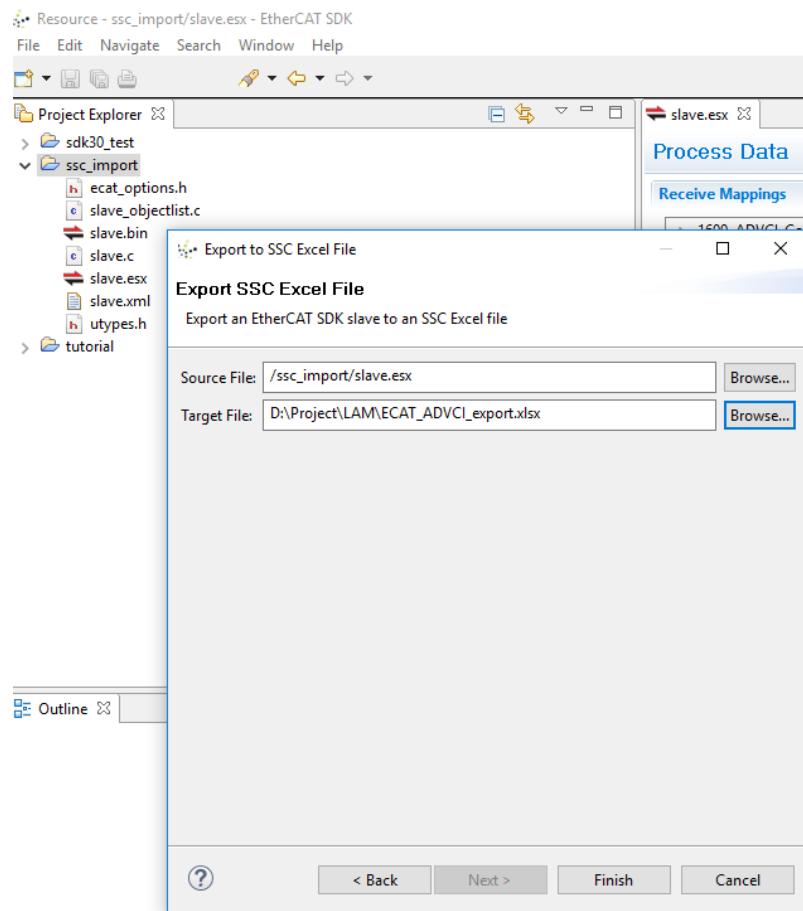 Resource - ssc_import/slave.esx - EtherCAT SDK
File Edit Navigate Search Window Help
Project Explorer
slave.esx
sdk30_test
ssc_import
ecat_options.h
slave_objectlist.c
slave.bin
slave.c
slave.esx
slave.xml
utypes.h
tutorial
Process Data
Receive Mappings
Export to SSC Excel File
Export SSC Excel File
Export an EtherCAT SDK slave to an SSC Excel file
Source File: /ssc_import/slave.esx Browse...
Target File: D:\Project\LAM\ECAT_ADVCI_export.xlsx Browse...
Outline
< Back Next > Finish Cancel